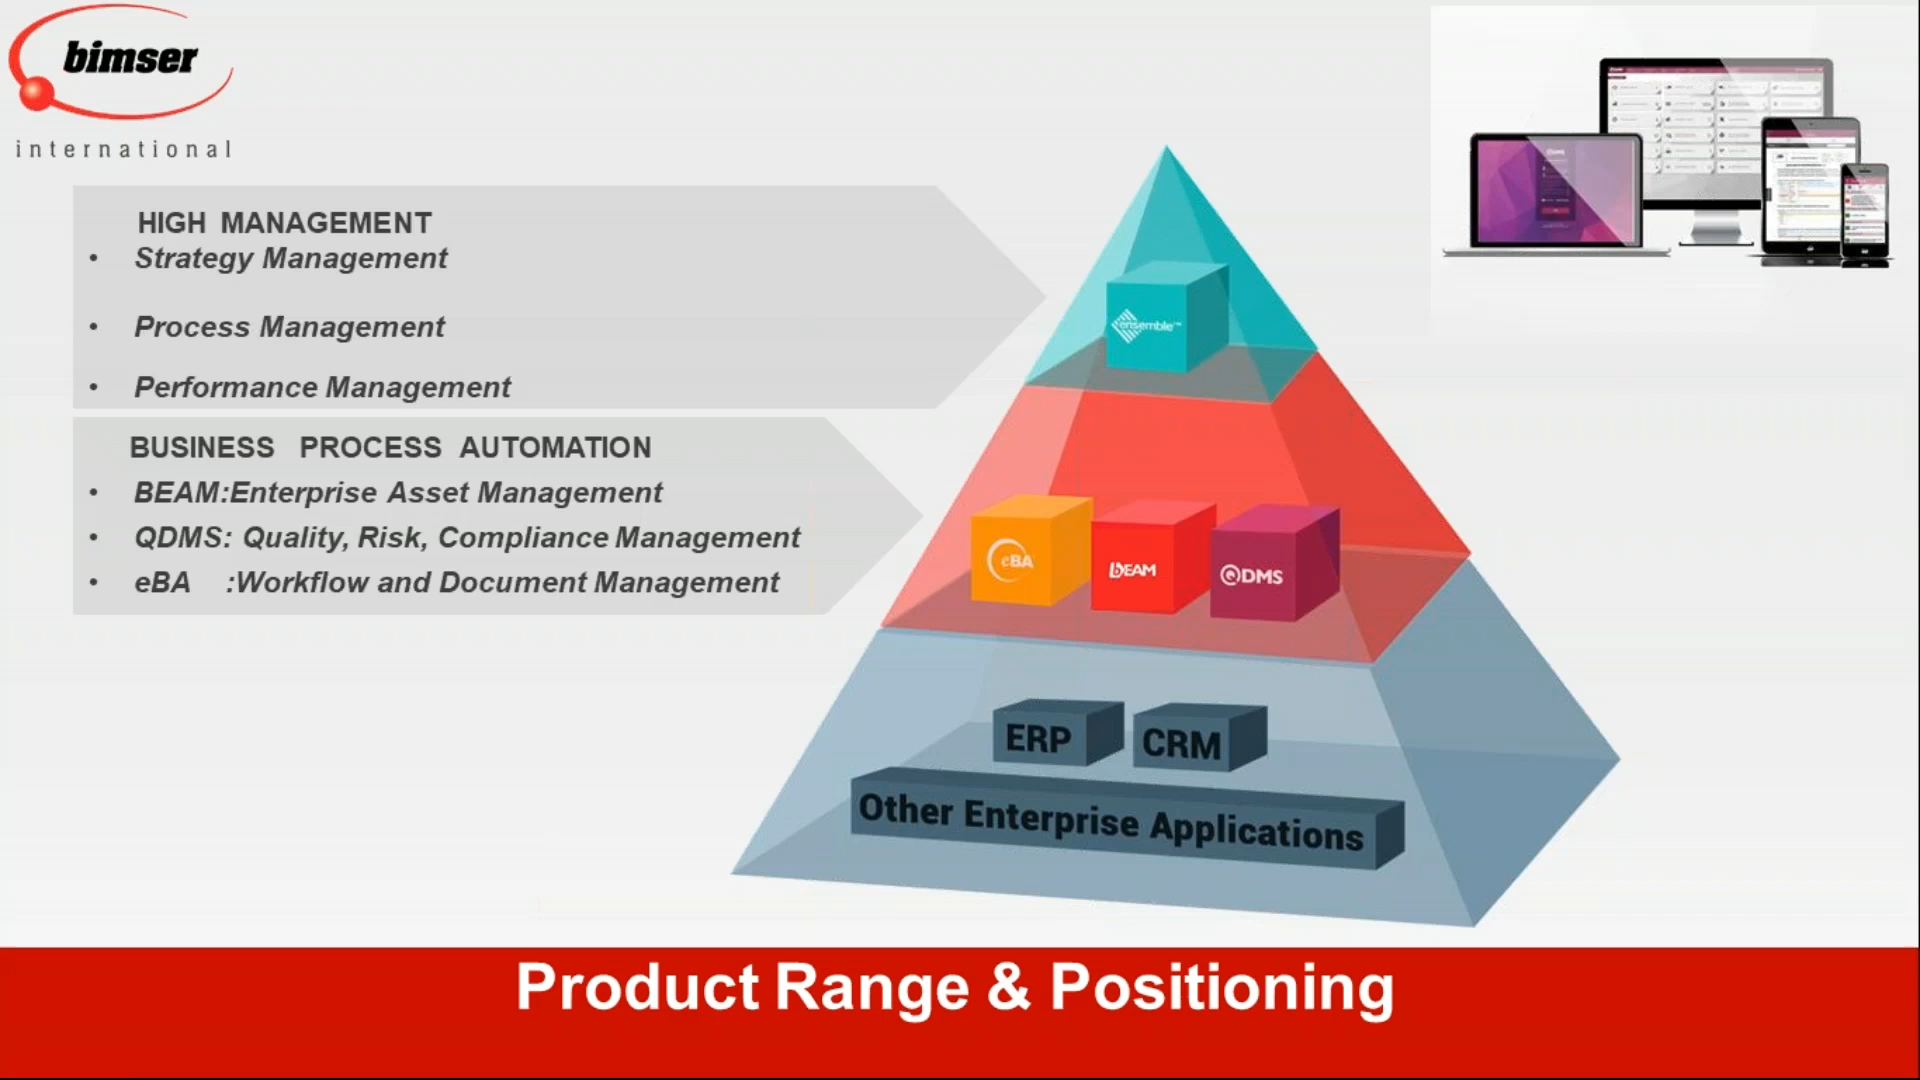 bimser
international
HIGH MANAGEMENT
• Strategy Management
• Process Management
• Performance Management
BUSINESS PROCESS AUTOMATION
• BEAM:Enterprise Asset Management
• QDMS: Quality, Risk, Compliance Management
• eBA :Workflow and Document Management
ensemble™
eBA
bEAM
QDMS
ERP
CRM
Other Enterprise Applications
Product Range & Positioning